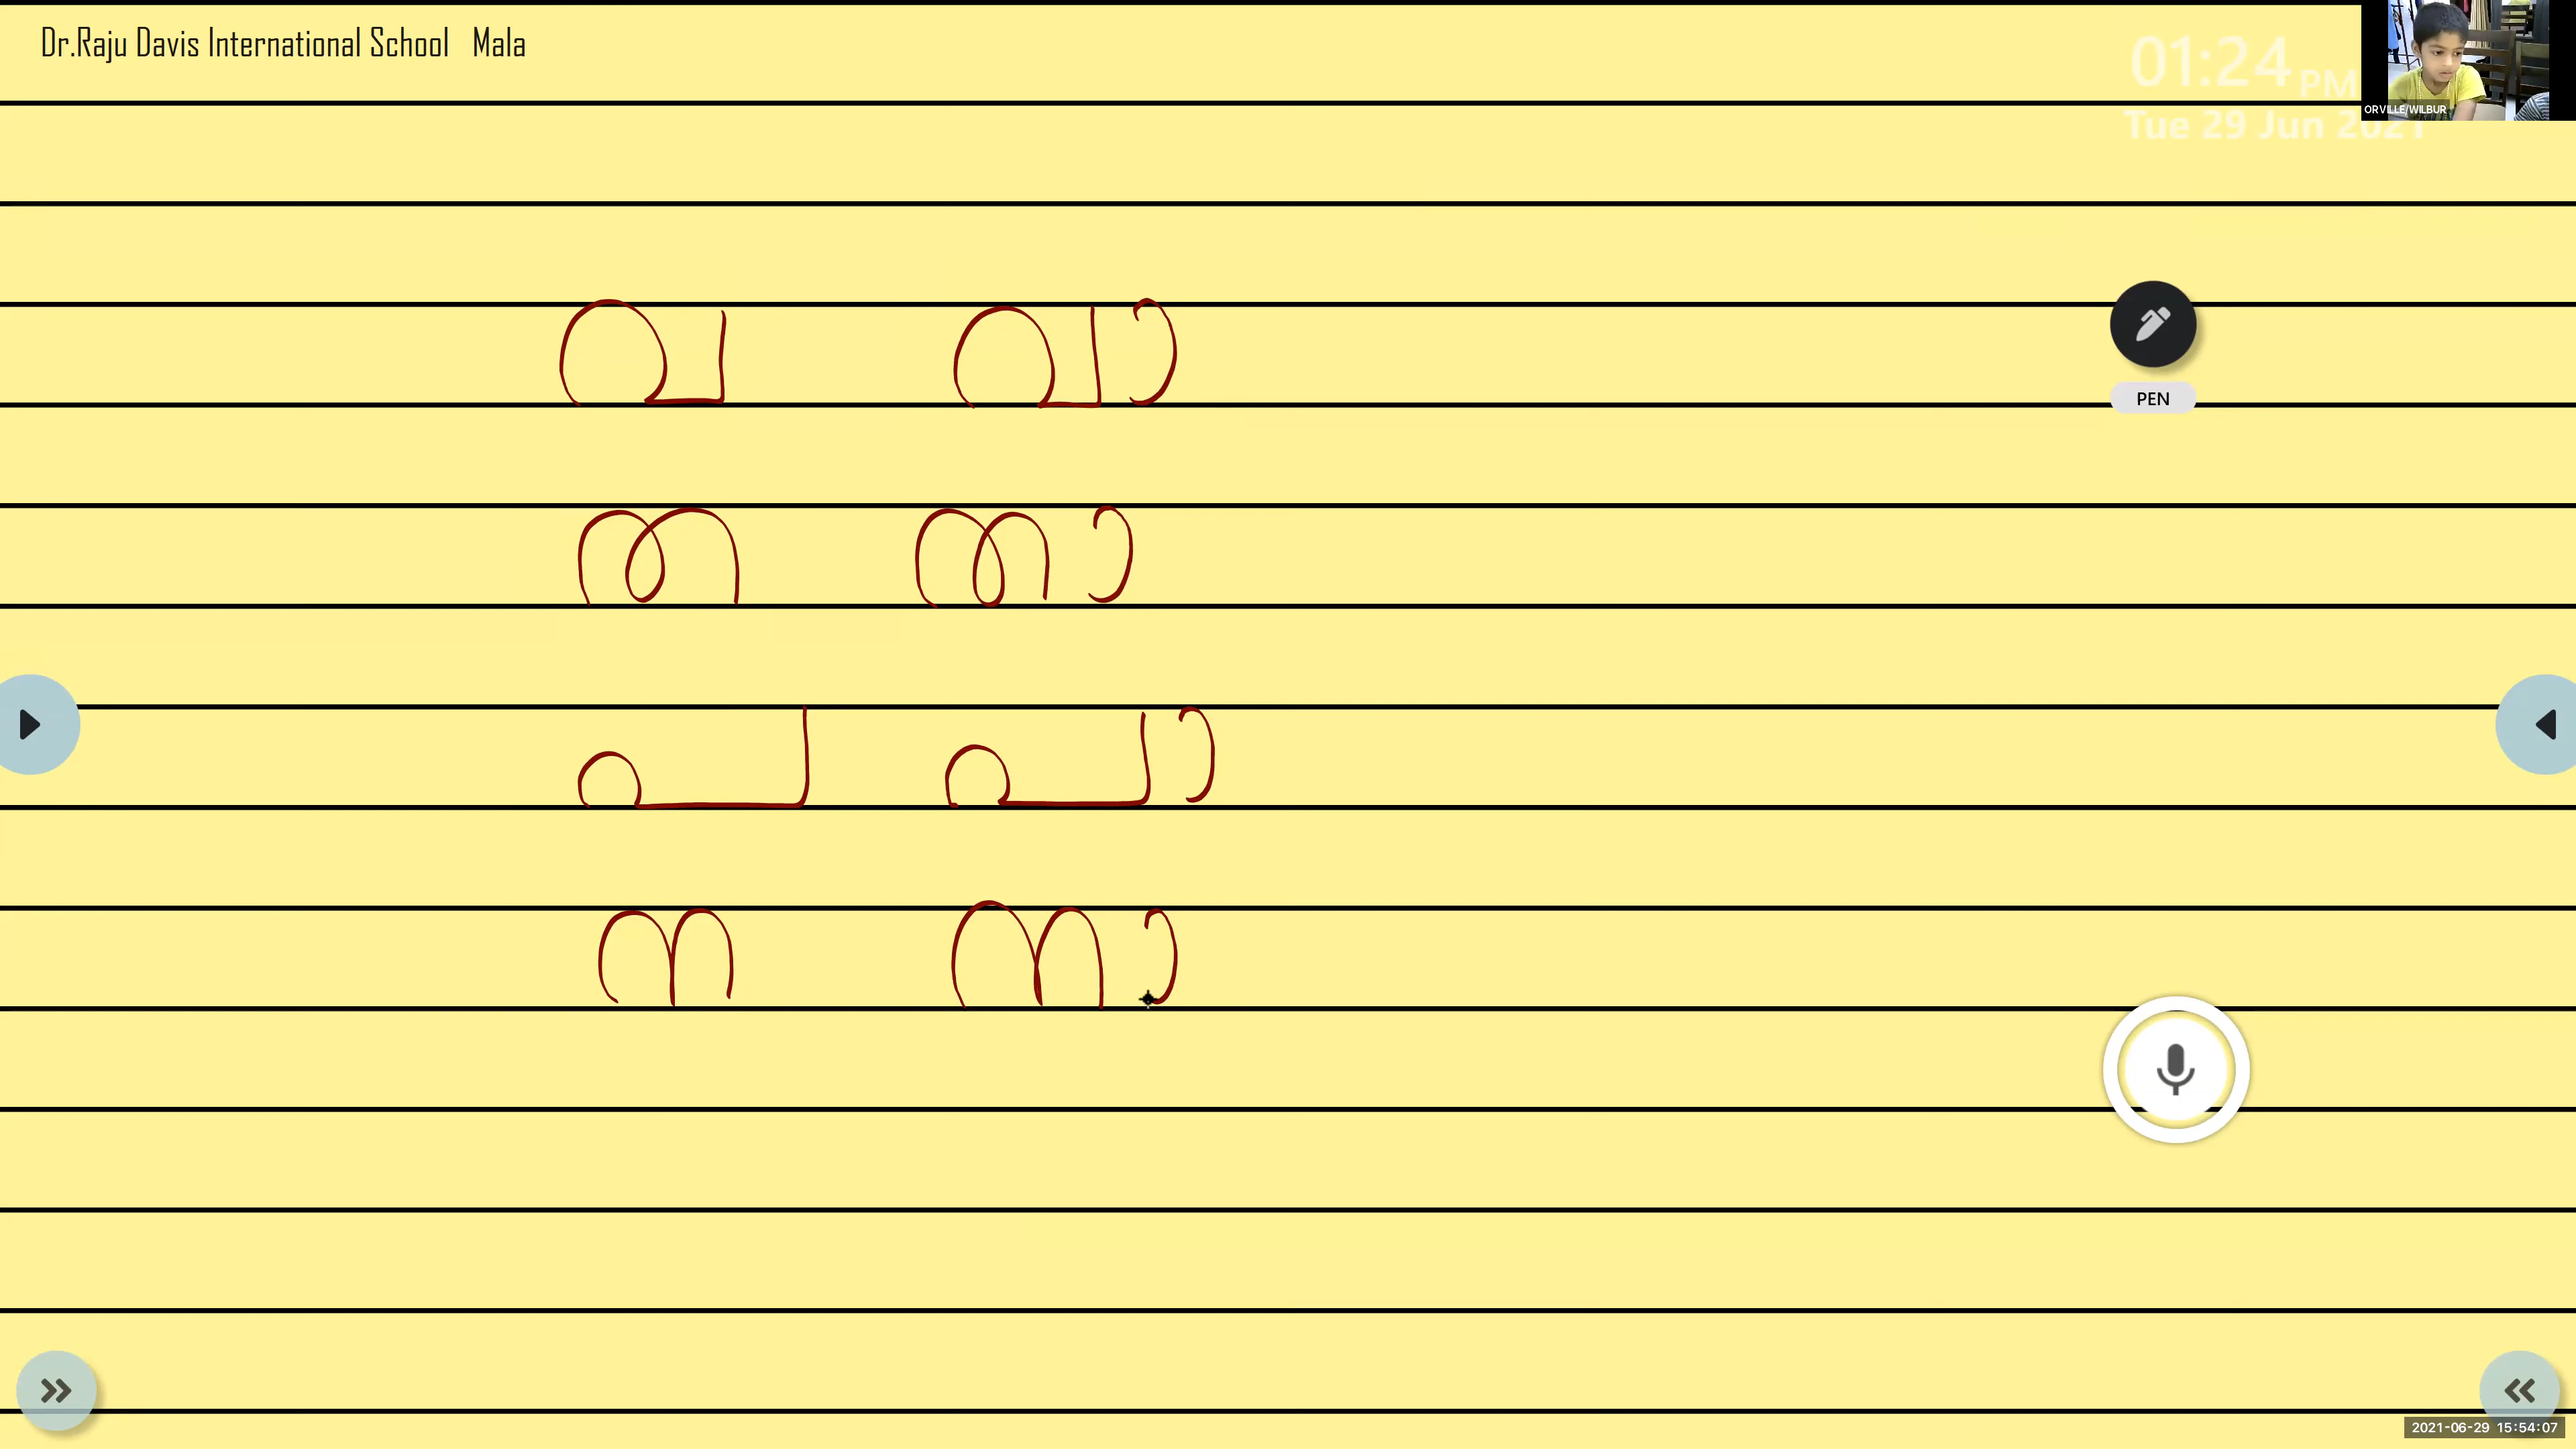 Dr.Raju Davis International School Mala
01:24 PM
Tue 29 Jun 2021
ORVILLE/WILBUR
വ വാ
PEN
ത താ
പ പാ
ന നാ
2021-06-29 15:54:07